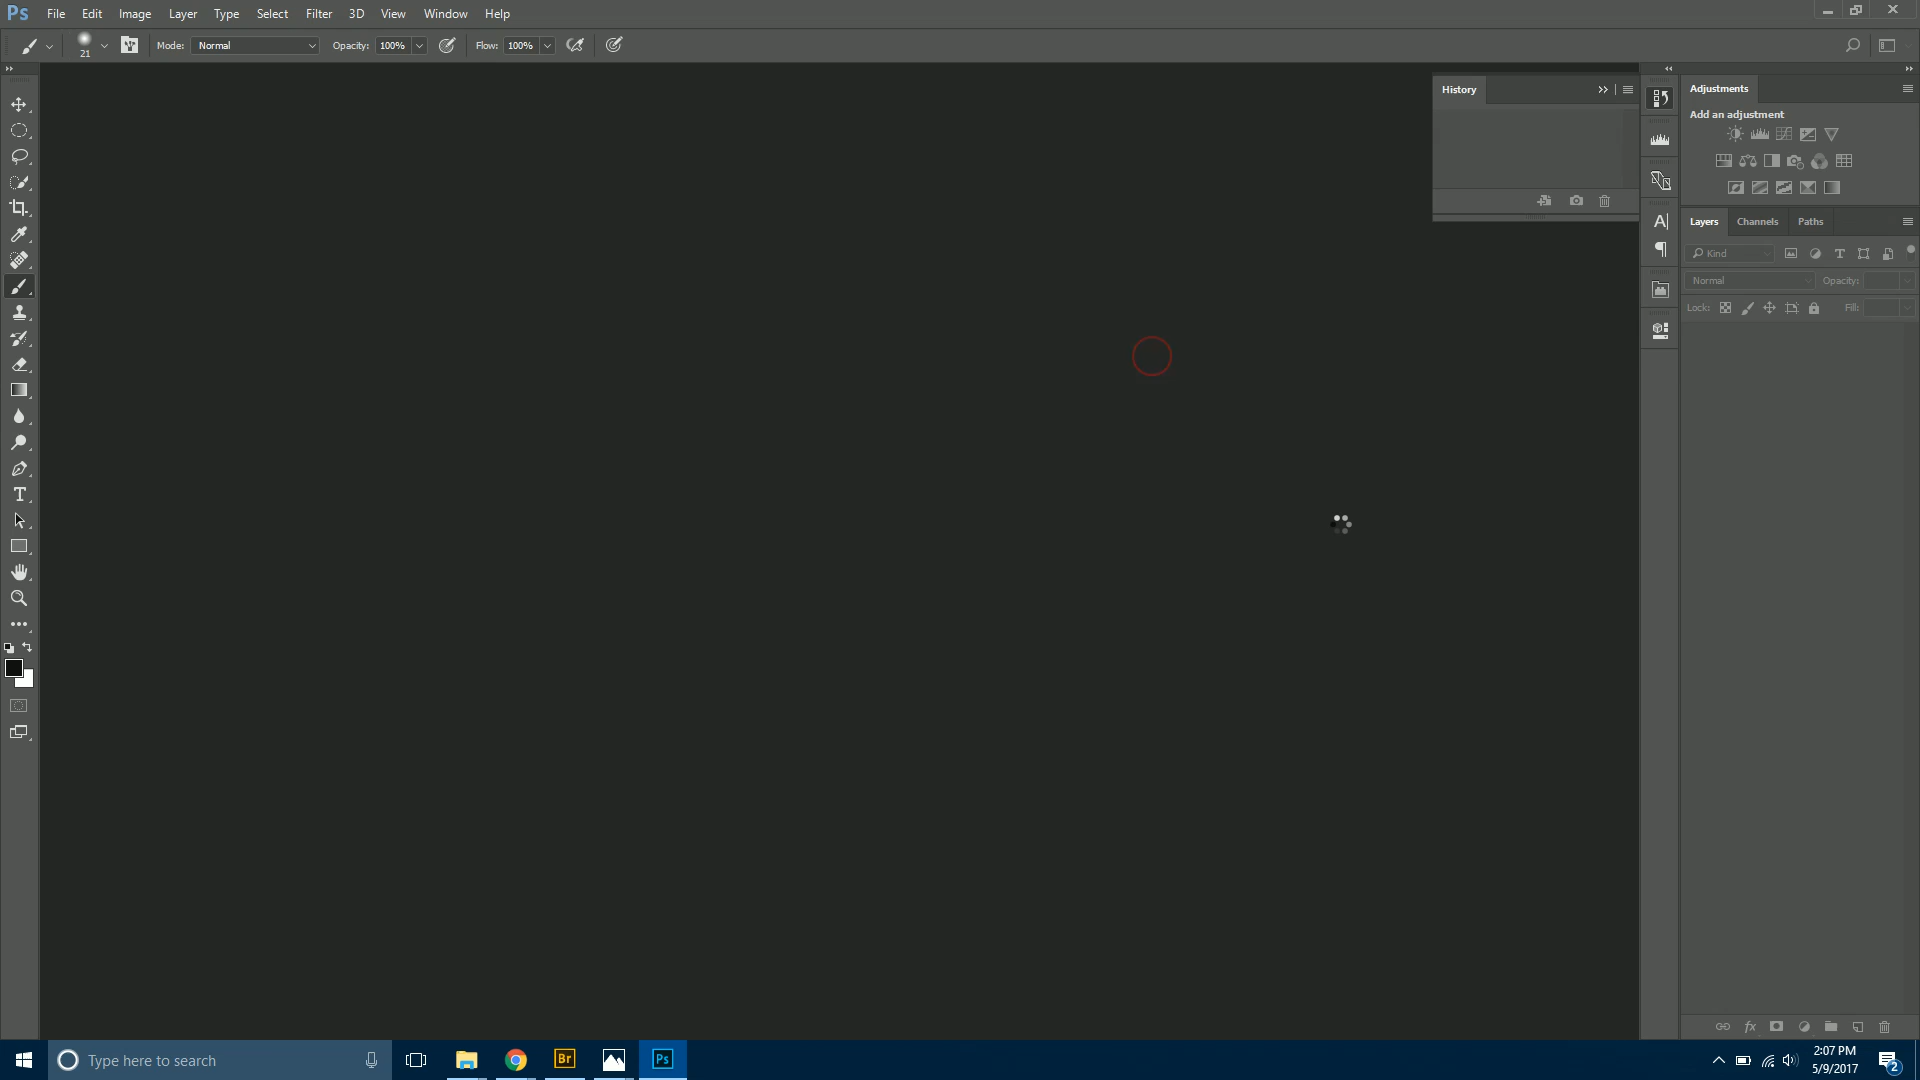 Ps File Edit Image Layer Type Select Filter 3D View Window Help
21 Mode: Normal Opacity: 100% Flow: 100%
History
Adjustments
Add an adjustment
Layers Channels Paths
Kind T
Normal Opacity:
Lock: Fill:
A
T
fx
Type here to search
Br
Ps
2:07 PM
5/9/2017
2